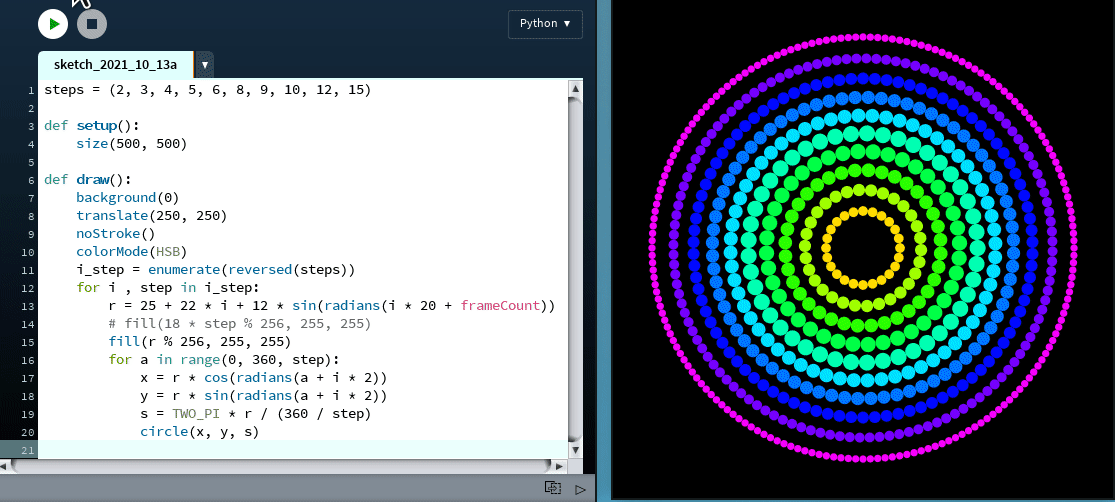 Python ▼
sketch_2021_10_13a ▼
1 steps = (2, 3, 4, 5, 6, 8, 9, 10, 12, 15)
2
3 def setup():
4     size(500, 500)
5
6 def draw():
7     background(0)
8     translate(250, 250)
9     noStroke()
10     colorMode(HSB)
11     i_step = enumerate(reversed(steps))
12     for i , step in i_step:
13         r = 25 + 22 * i + 12 * sin(radians(i * 20 + frameCount))
14         # fill(18 * step % 256, 255, 255)
15         fill(r % 256, 255, 255)
16         for a in range(0, 360, step):
17             x = r * cos(radians(a + i * 2))
18             y = r * sin(radians(a + i * 2))
19             s = TWO_PI * r / (360 / step)
20             circle(x, y, s)
21